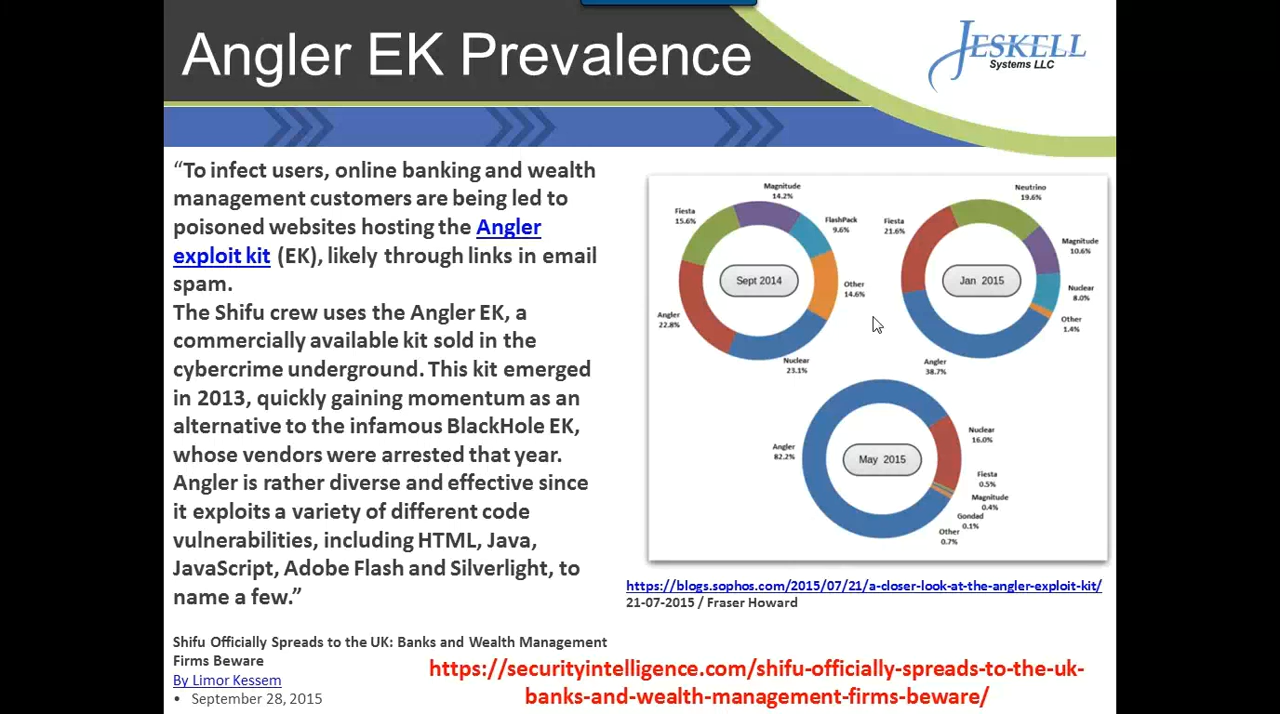 Angler EK Prevalence
JESKELL
Systems LLC
“To infect users, online banking and wealth
management customers are being led to
poisoned websites hosting the Angler
exploit kit (EK), likely through links in email
spam.
The Shifu crew uses the Angler EK, a
commercially available kit sold in the
cybercrime underground. This kit emerged
in 2013, quickly gaining momentum as an
alternative to the infamous BlackHole EK,
whose vendors were arrested that year.
Angler is rather diverse and effective since
it exploits a variety of different code
vulnerabilities, including HTML, Java,
JavaScript, Adobe Flash and Silverlight, to
name a few.”
Shifu Officially Spreads to the UK: Banks and Wealth Management
Firms Beware
By Limor Kessem
• September 28, 2015
Magnitude
14.2%
Fiesta
15.6%
FlashPack
9.6%
Sept 2014
Other
14.6%
Angler
22.8%
Nuclear
23.1%
Neutrino
19.6%
Fiesta
21.6%
Magnitude
10.6%
Jan 2015
Nuclear
8.0%
Other
1.4%
Angler
38.7%
Angler
82.2%
May 2015
Nuclear
16.0%
Fiesta
0.5%
Magnitude
0.4%
Gondad
0.1%
Other
0.7%
https://blogs.sophos.com/2015/07/21/a-closer-look-at-the-angler-exploit-kit/
21-07-2015 / Fraser Howard
https://securityintelligence.com/shifu-officially-spreads-to-the-uk-
banks-and-wealth-management-firms-beware/